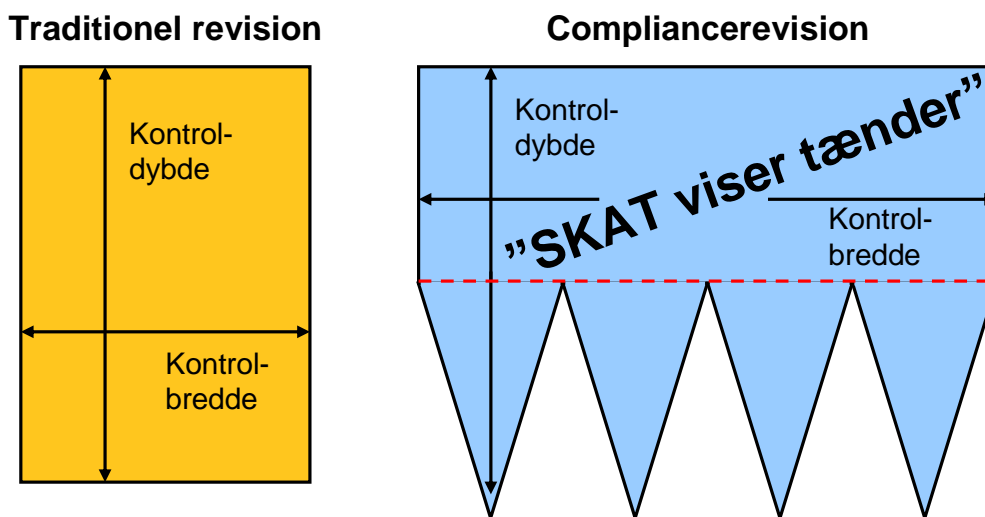 Traditionel revision
Kontrol-
dybde
Kontrol-
bredde
Compliancerevision
Kontrol-
dybde
”SKAT viser tænder”
Kontrol-
bredde